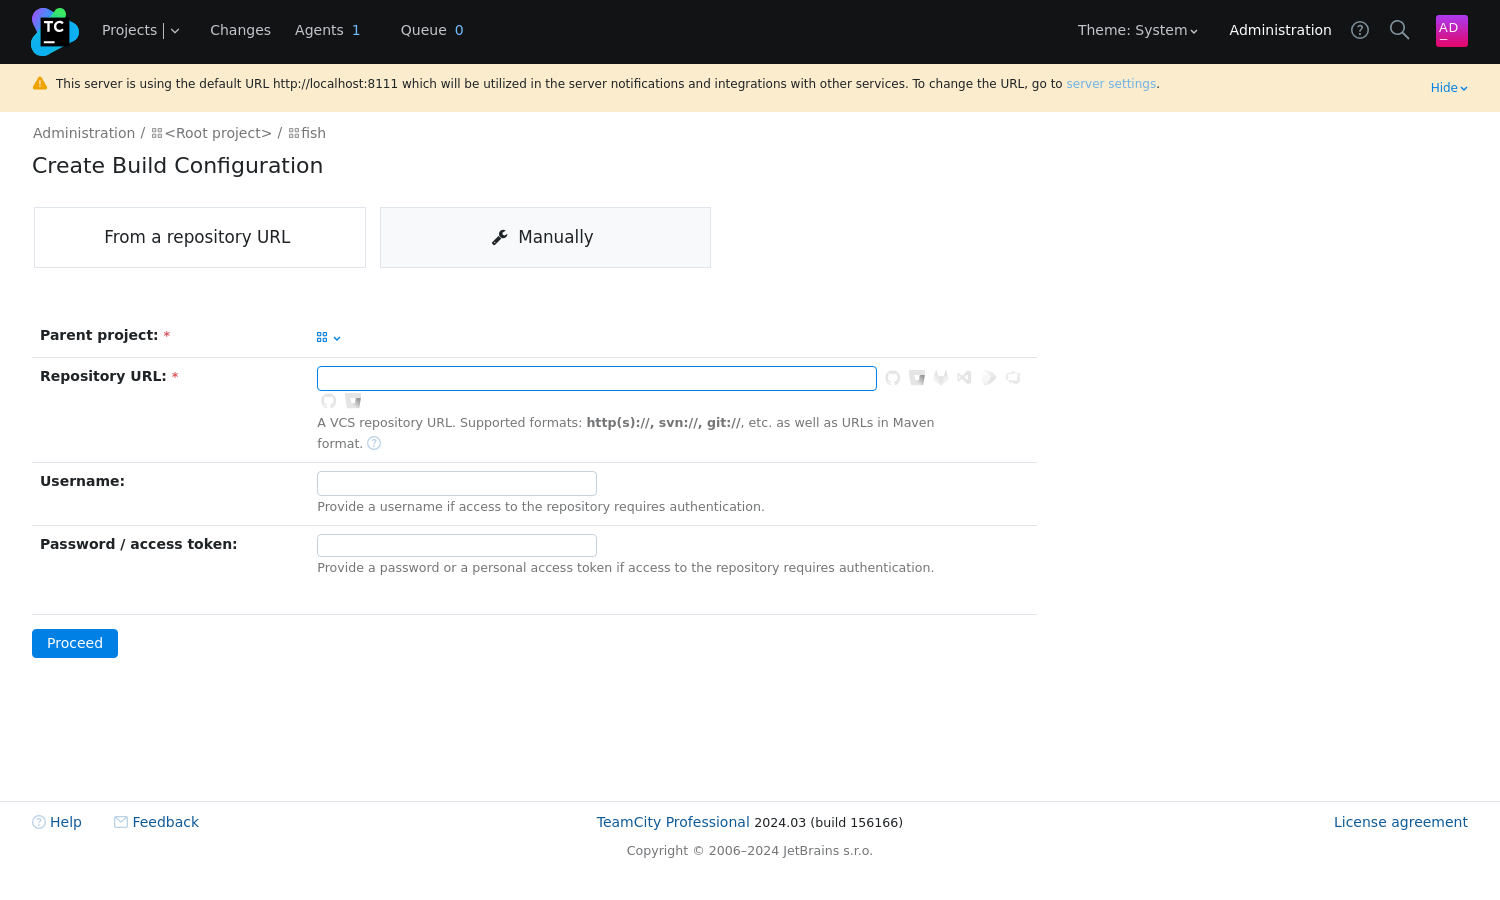 TC
Projects
Changes
Agents 1
Queue 0
Theme: System
Administration
AD
This server is using the default URL http://localhost:8111 which will be utilized in the server notifications and integrations with other services. To change the URL, go to server settings.
Hide
Administration / <Root project> / fish
Create Build Configuration
From a repository URL
Manually
Parent project: *
Repository URL: *
A VCS repository URL. Supported formats: http(s)://, svn://, git://, etc. as well as URLs in Maven
format.
Username:
Provide a username if access to the repository requires authentication.
Password / access token:
Provide a password or a personal access token if access to the repository requires authentication.
Proceed
Help
Feedback
TeamCity Professional 2024.03 (build 156166)
License agreement
Copyright © 2006–2024 JetBrains s.r.o.